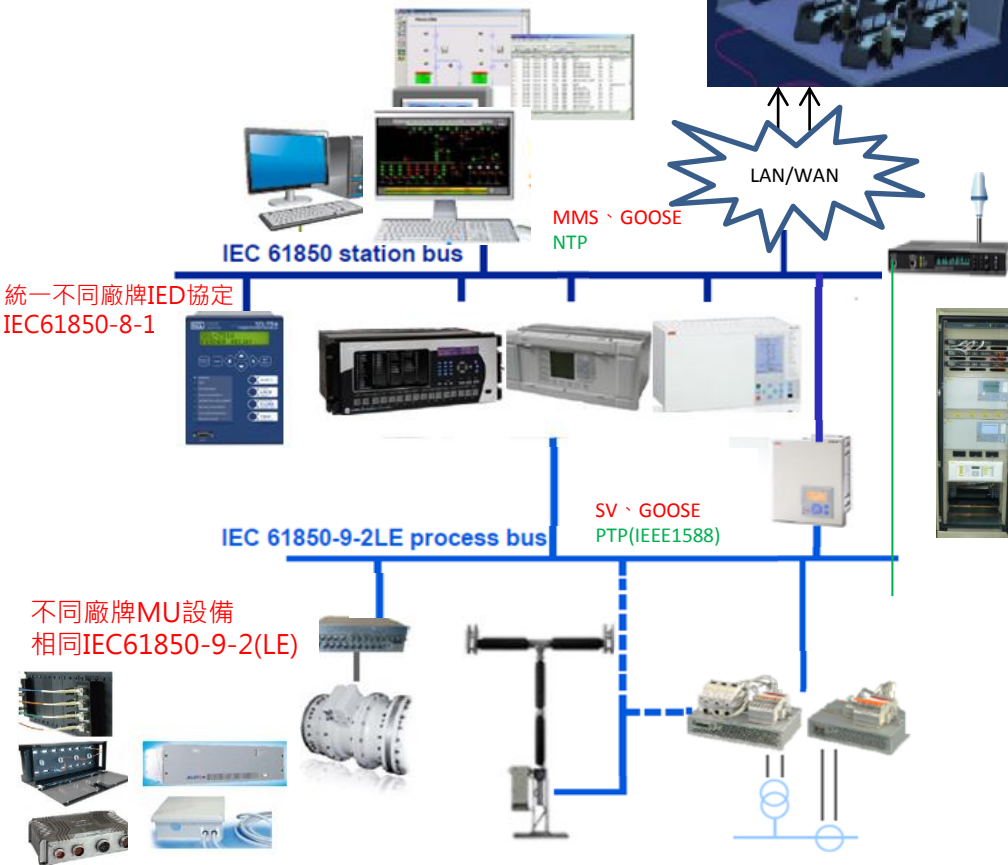 LAN/WAN
MMS、GOOSE
NTP
IEC 61850 station bus
統一不同廠牌IED協定
IEC61850-8-1
SV、GOOSE
PTP(IEEE1588)
IEC 61850-9-2LE process bus
不同廠牌MU設備
相同IEC61850-9-2(LE)